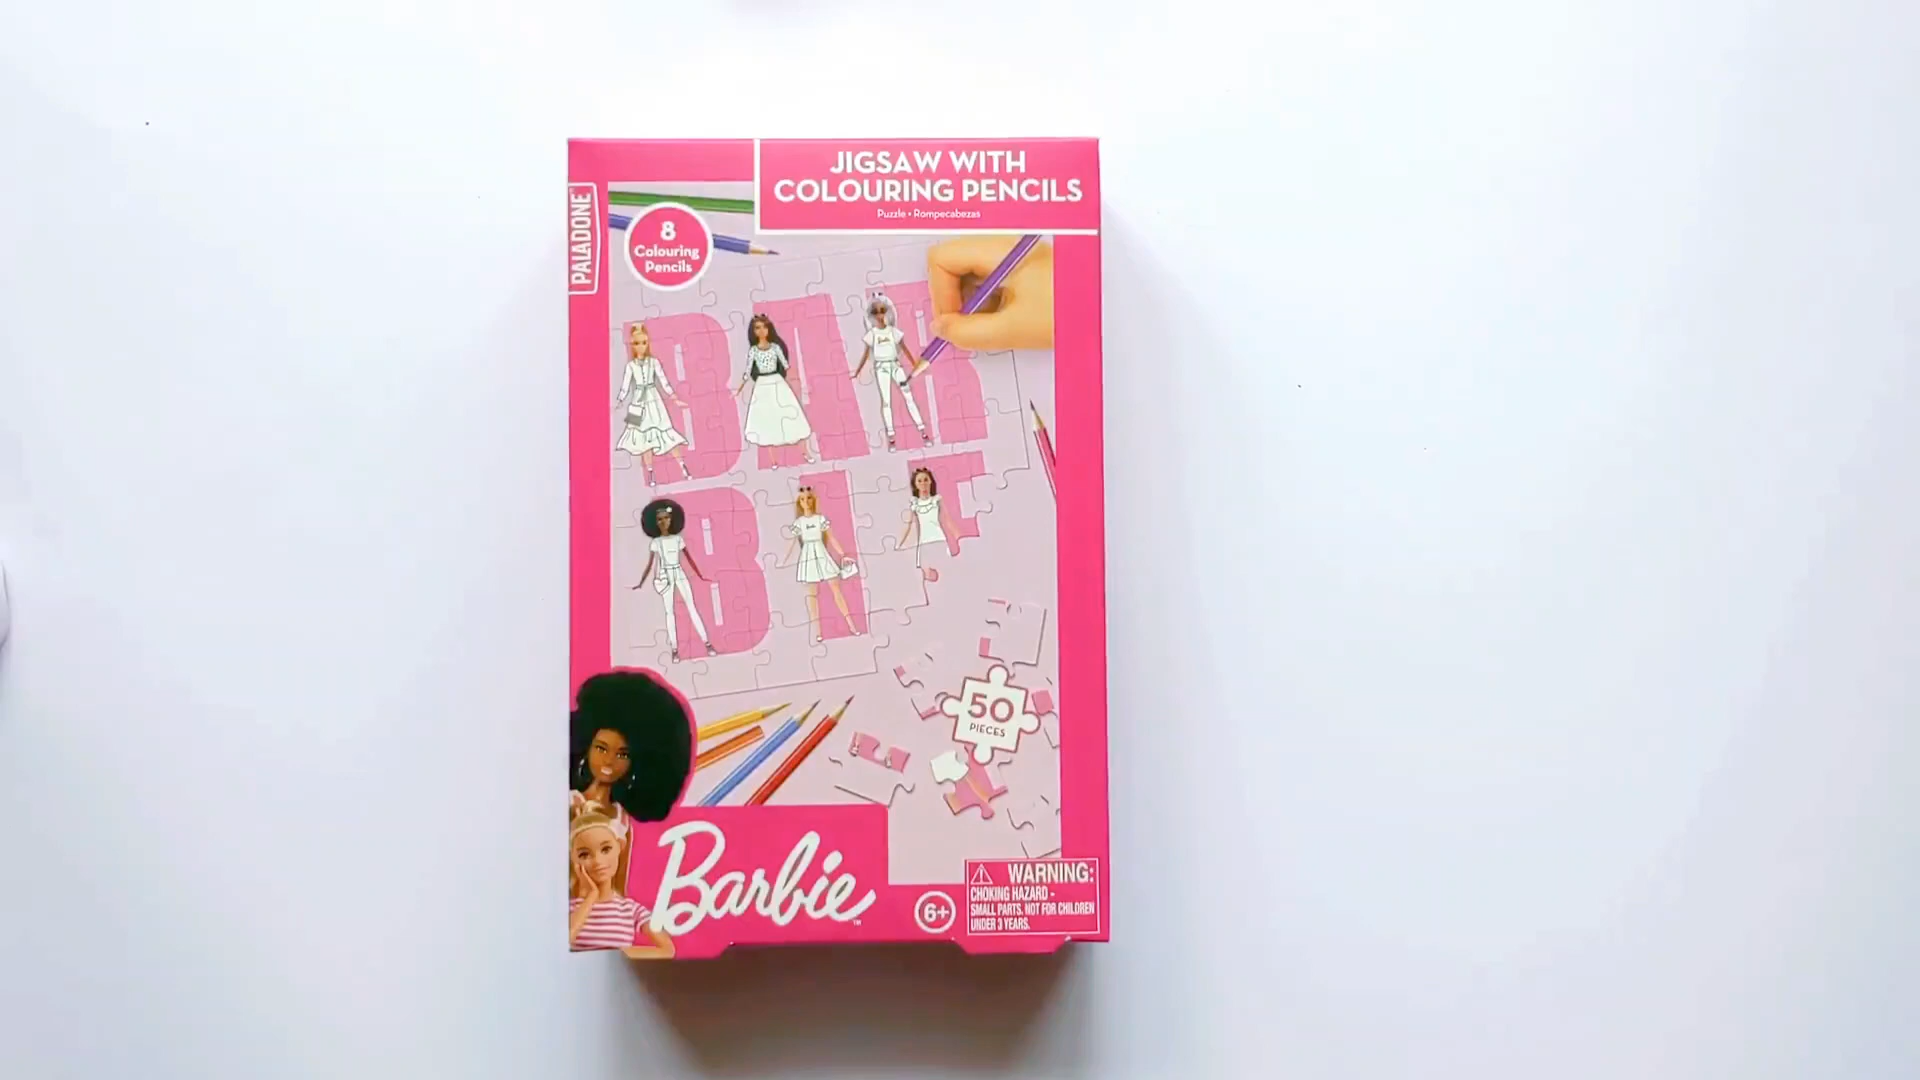 JIGSAW WITH
COLOURING PENCILS
Puzzle • Rompecabezas
PALADONE
8
Colouring
Pencils
BAR
BIE
50
PIECES
Barbie™
6+
WARNING:
CHOKING HAZARD -
SMALL PARTS. NOT FOR CHILDREN
UNDER 3 YEARS.